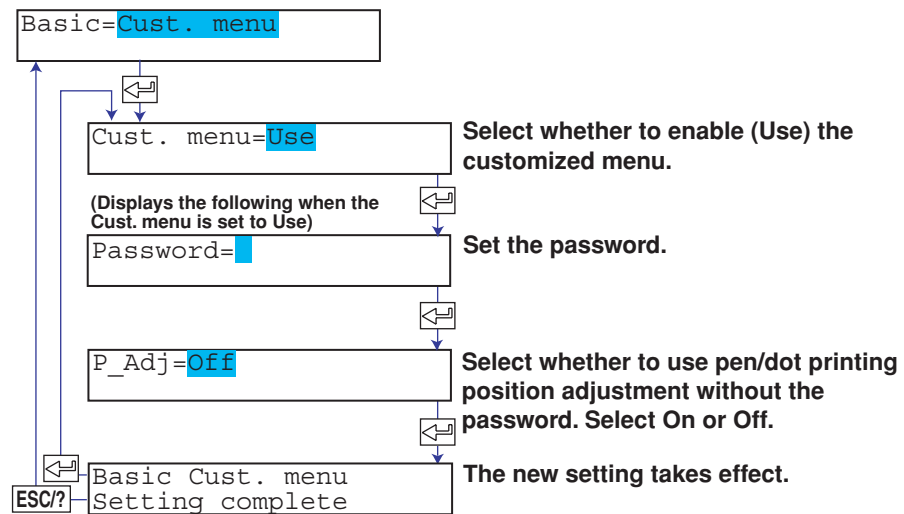 Basic=Cust. menu
Cust. menu=Use
Select whether to enable (Use) the
customized menu.
(Displays the following when the
Cust. menu is set to Use)
Password=
Set the password.
P_Adj=Off
Select whether to use pen/dot printing
position adjustment without the
password. Select On or Off.
Basic Cust. menu
Setting complete
The new setting takes effect.
ESC/?